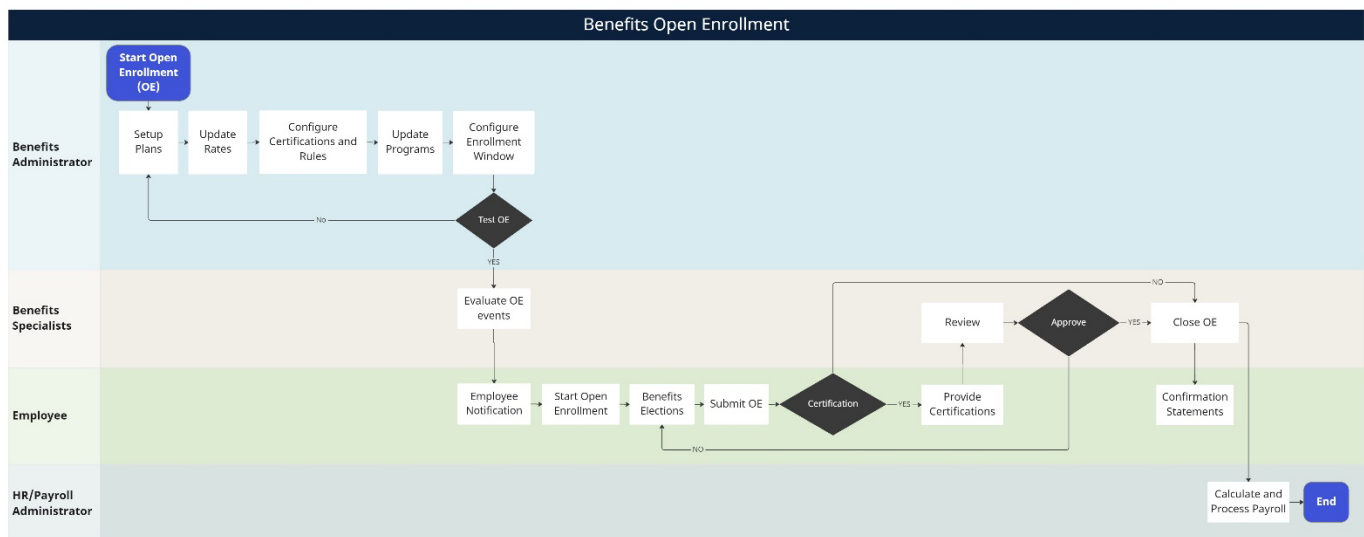 Benefits Open Enrollment
Benefits
Administrator
Start Open
Enrollment
(OE)
Setup
Plans
Update
Rates
Configure
Certifications and
Rules
Update
Programs
Configure
Enrollment
Window
No
Test OE
YES
Benefits
Specialists
Evaluate OE
events
NO
Review
Approve
YES
Close OE
Employee
Employee
Notification
Start Open
Enrollment
Benefits
Elections
Submit OE
Certification
YES
Provide
Certifications
Confirmation
Statements
NO
HR/Payroll
Administrator
Calculate and
Process Payroll
End